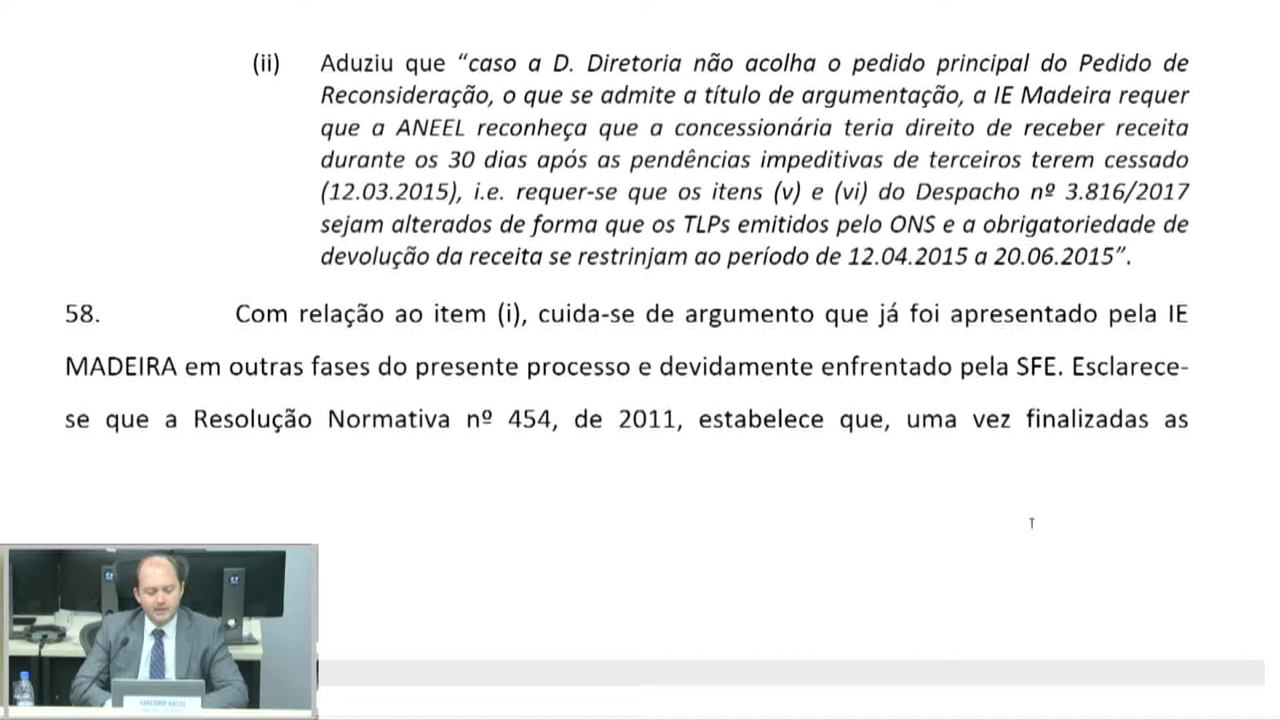 (ii) Aduziu que “caso a D. Diretoria não acolha o pedido principal do Pedido de
Reconsideração, o que se admite a título de argumentação, a IE Madeira requer
que a ANEEL reconheça que a concessionária teria direito de receber receita
durante os 30 dias após as pendências impeditivas de terceiros terem cessado
(12.03.2015), i.e. requer-se que os itens (v) e (vi) do Despacho nº 3.816/2017
sejam alterados de forma que os TLPs emitidos pelo ONS e a obrigatoriedade de
devolução da receita se restrinjam ao período de 12.04.2015 a 20.06.2015”.
58. Com relação ao item (i), cuida-se de argumento que já foi apresentado pela IE
MADEIRA em outras fases do presente processo e devidamente enfrentado pela SFE. Esclarece-
se que a Resolução Normativa nº 454, de 2011, estabelece que, uma vez finalizadas as